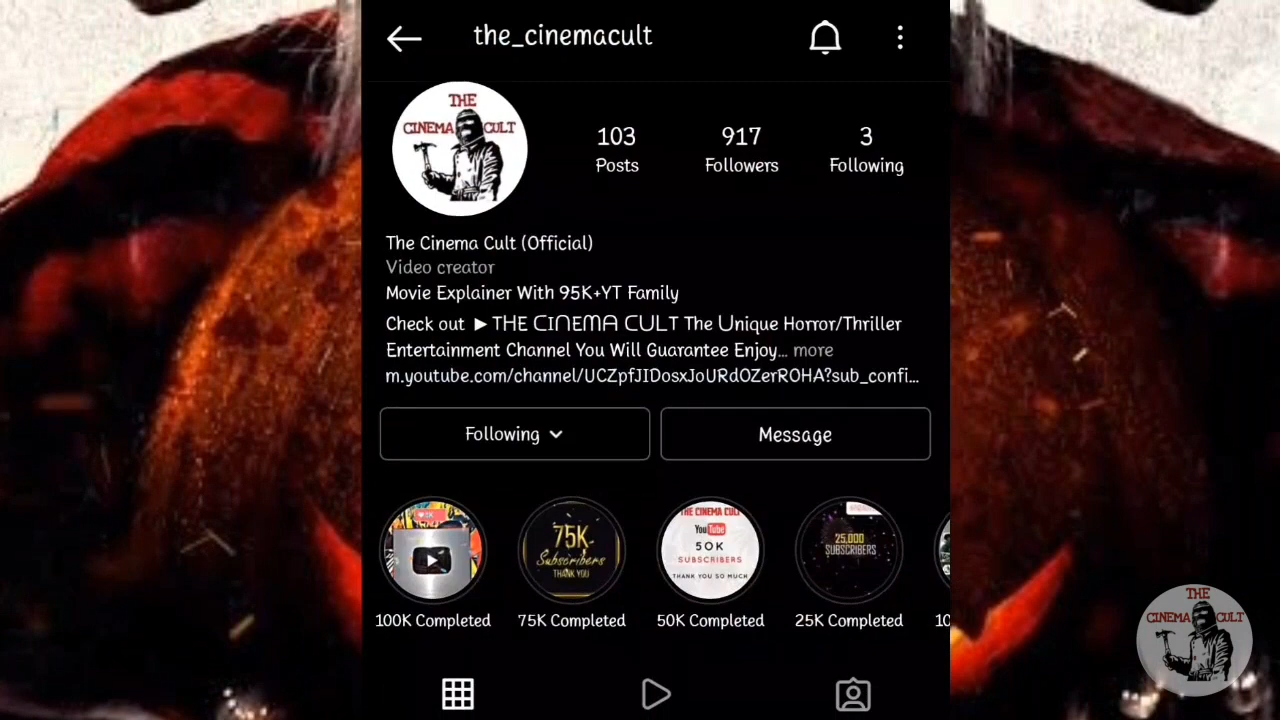 the_cinemacult
THE
CINEMA CULT
103
Posts
917
Followers
3
Following
The Cinema Cult (Official)
Video creator
Movie Explainer With 95K+YT Family
Check out ►THE ᑕIᑎEMᗩ ᑕᑌᒪT The Unique Horror/Thriller
Entertainment Channel You Will Guarantee Enjoy... more
m.youtube.com/channel/UCZpfJIDosxJoURdOZerROHA?sub_confi...
Following
Message
75K
Subscribers
THANK YOU
THE CINEMA CULT
YouTube
50K
SUBSCRIBERS
THANK YOU SO MUCH
25,000
SUBSCRIBERS
100K Completed
75K Completed
50K Completed
25K Completed
10
THE
CINEMA CULT